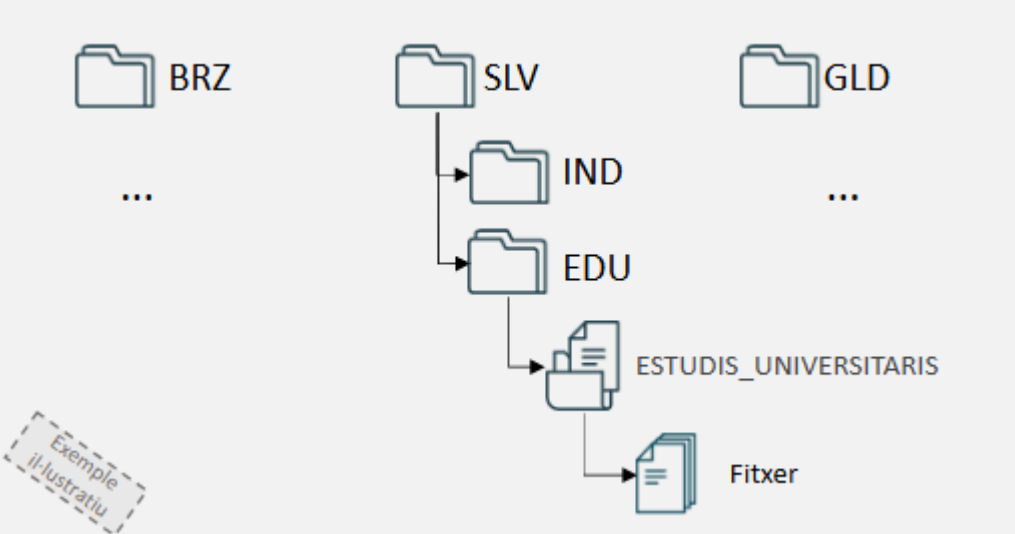 BRZ
SLV
GLD
...
IND
...
EDU
ESTUDIS_UNIVERSITARIS
Fitxer
Exemple
il·lustratiu